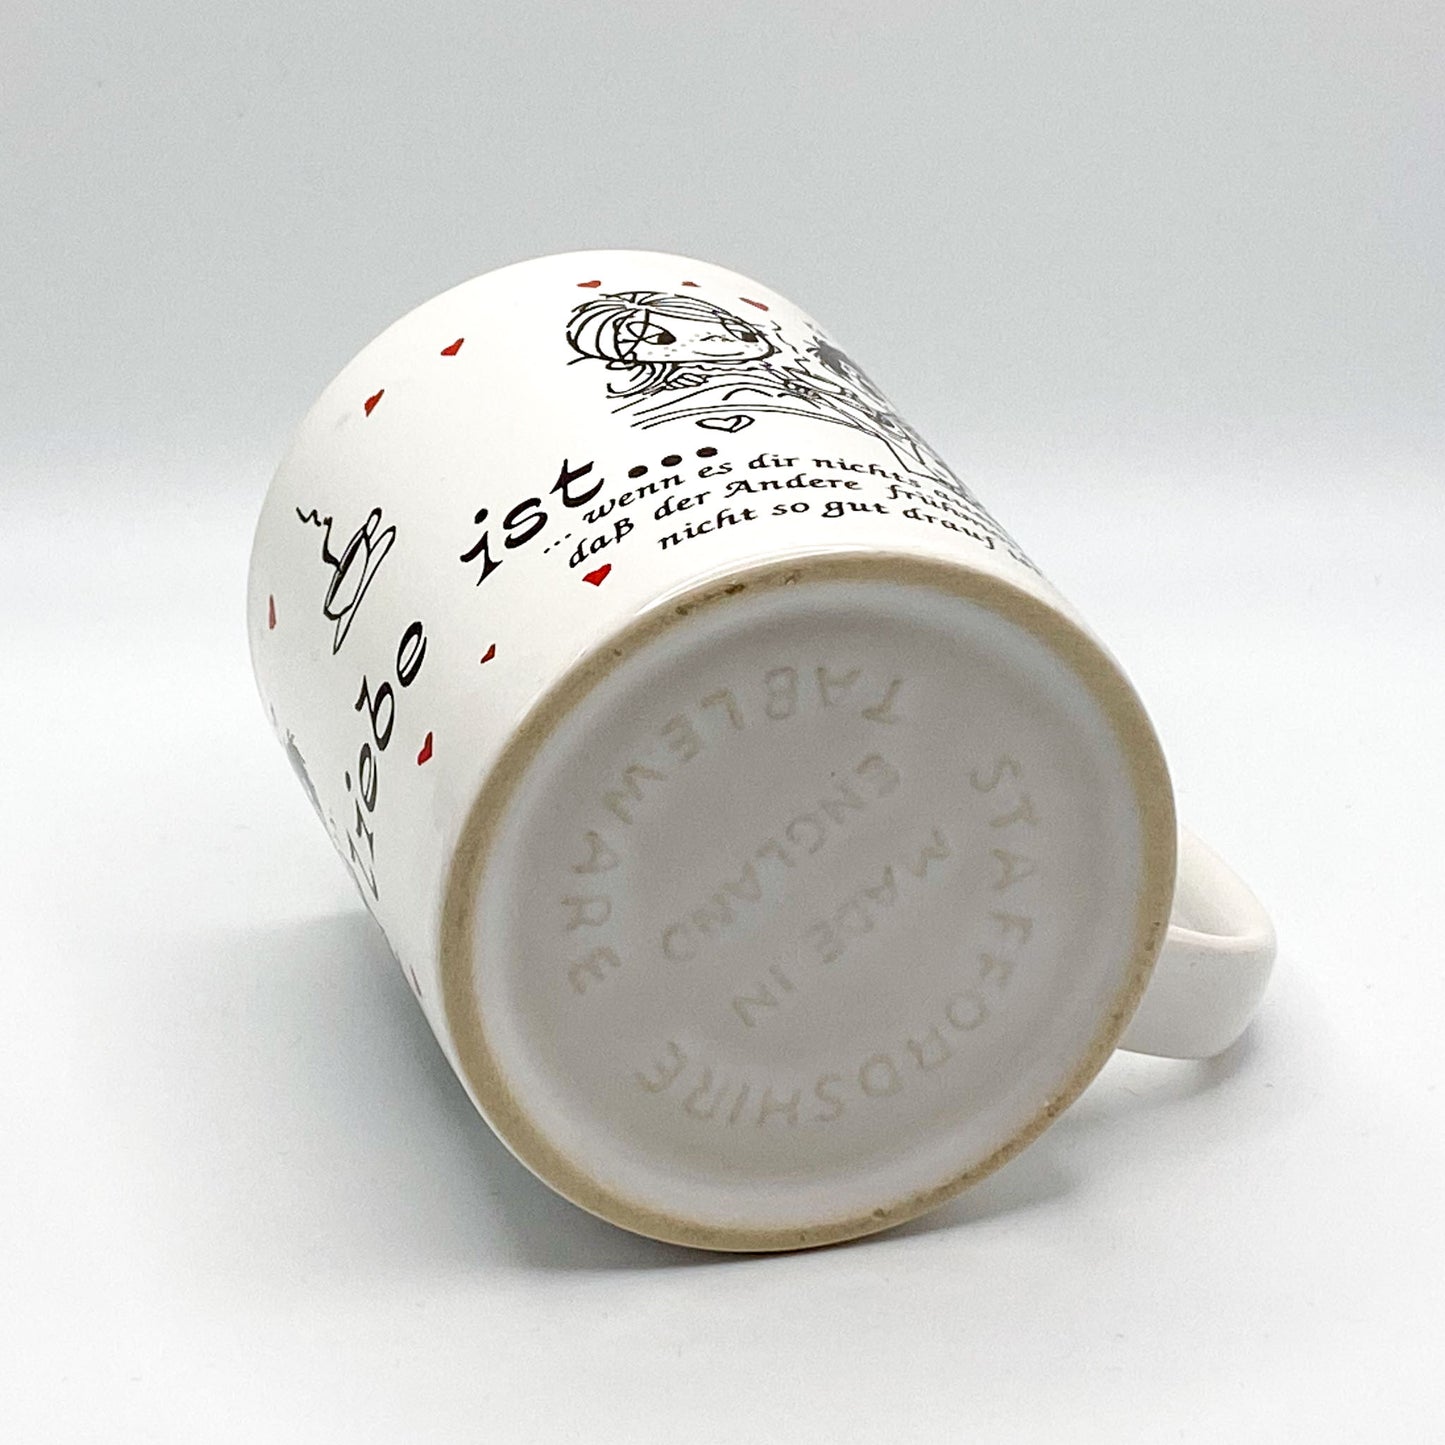 Liebe
ist...
... wenn es dir nichts
daß der Andere
nicht so gut drauf
STAFFORDSHIRE
TABLEWARE
MADE IN
ENGLAND